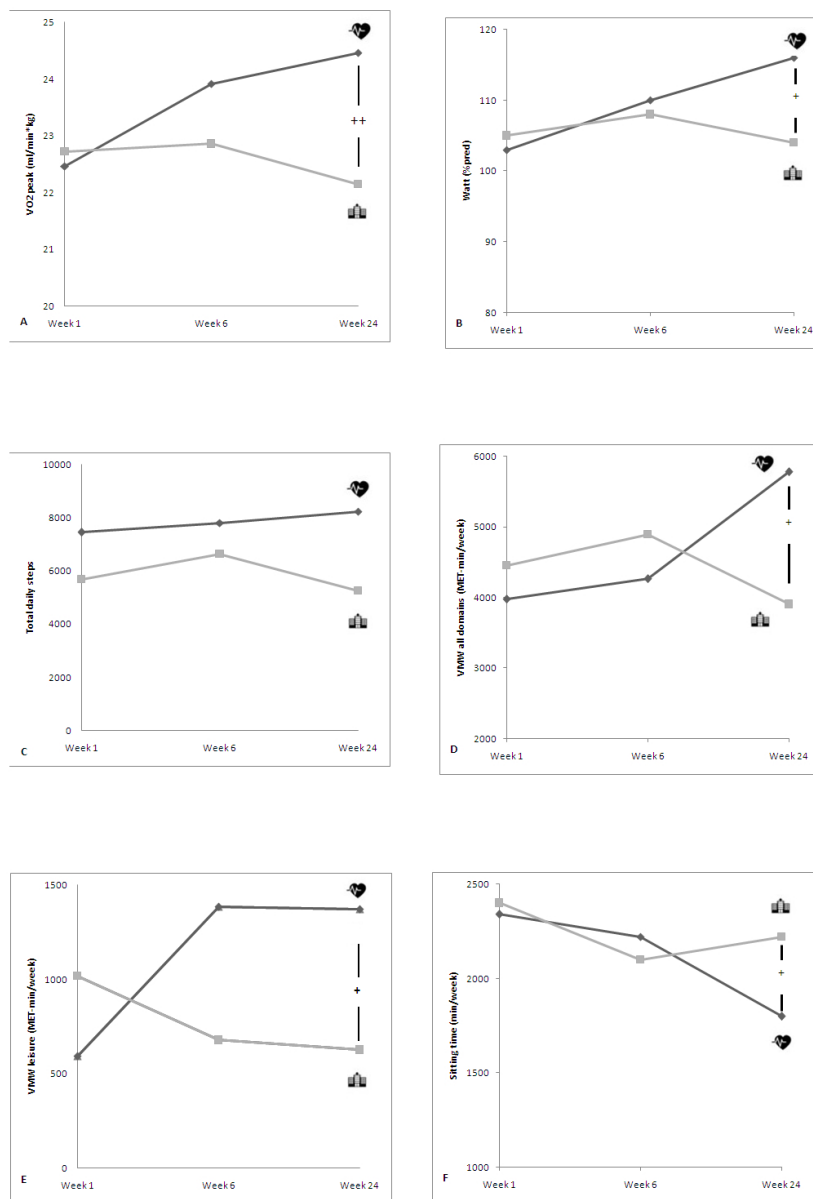 25
24
23
22
21
20
VO2 peak (ml/min*kg)
++
A
Week 1
Week 6
Week 24
120
110
100
90
80
Watt (%pred)
+
B
Week 1
Week 6
Week 24
10000
8000
6000
4000
2000
0
Total daily steps
C
Week 1
Week 6
Week 24
6000
5000
4000
3000
2000
VMW all domains (MET-min/week)
+
D
Week 1
Week 6
Week 24
1500
1000
500
0
VMW leisure (MET-min/week)
+
E
Week 1
Week 6
Week 24
2500
2000
1500
1000
Sitting time (min/week)
+
F
Week 1
Week 6
Week 24